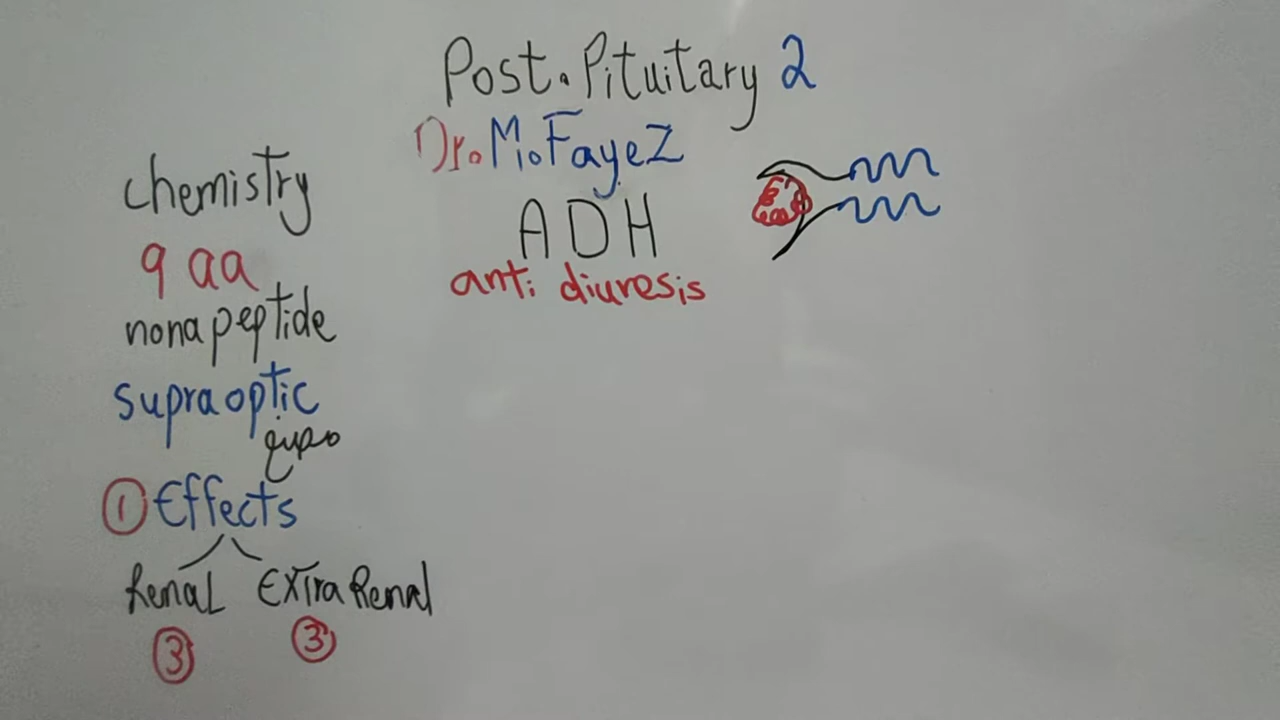 Post. Pituitary 2
Dr. Mo Fayez
ADH
anti diuresis
chemistry
9 aa
nonapeptide
supraoptic
① Effects
Renal Extra Renal
③ ③